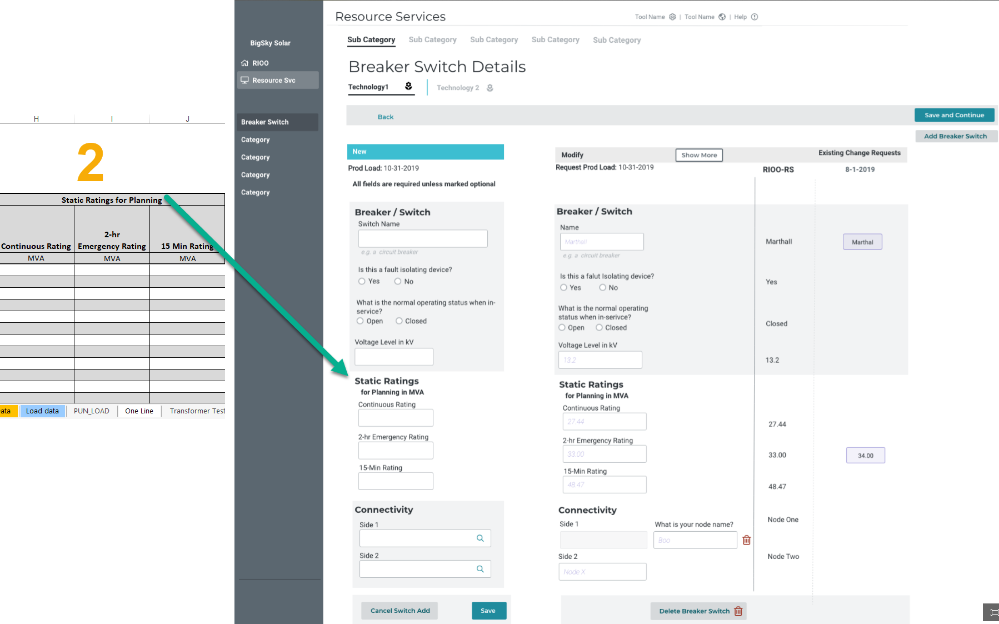 H
I
J
2
Static Ratings for Planning
Continuous Rating
2-hr
Emergency Rating
15 Min Rating
MVA
MVA
MVA
Load data
PUN_LOAD
One Line
Transformer Test
BigSky Solar
RIOO
Resource Svc
Breaker Switch
Category
Category
Category
Category
Resource Services
Tool Name | Tool Name | Help
Sub Category
Sub Category
Sub Category
Sub Category
Sub Category
Breaker Switch Details
Technology1
Technology 2
Back
Save and Continue
Add Breaker Switch
New
Prod Load: 10-31-2019
All fields are required unless marked optional
Breaker / Switch
Switch Name
e.g. a circuit breaker
Is this a fault isolating device?
Yes
No
What is the normal operating status when in-
service?
Open
Closed
Voltage Level in kV
Static Ratings
for Planning in MVA
Continuous Rating
2-hr Emergency Rating
15-Min Rating
Connectivity
Side 1
Side 2
Cancel Switch Add
Save
Modify
Show More
Existing Change Requests
Request Prod Load: 10-31-2019
RIOO-RS
8-1-2019
Breaker / Switch
Name
Marthall
e.g. a circuit breaker
Marthall
Marthal
Is this a falut Isolating device?
Yes
No
Yes
What is the normal operating
status when in-serivce?
Open
Closed
Closed
Voltage Level in kV
13.2
13.2
Static Ratings
for Planning in MVA
Continuous Rating
27.44
27.44
2-hr Emergency Rating
33.00
33.00
34.00
15-Min Rating
48.47
48.47
Connectivity
Side 1
What is your node name?
Boo
Node One
Side 2
Node X
Node Two
Delete Breaker Switch